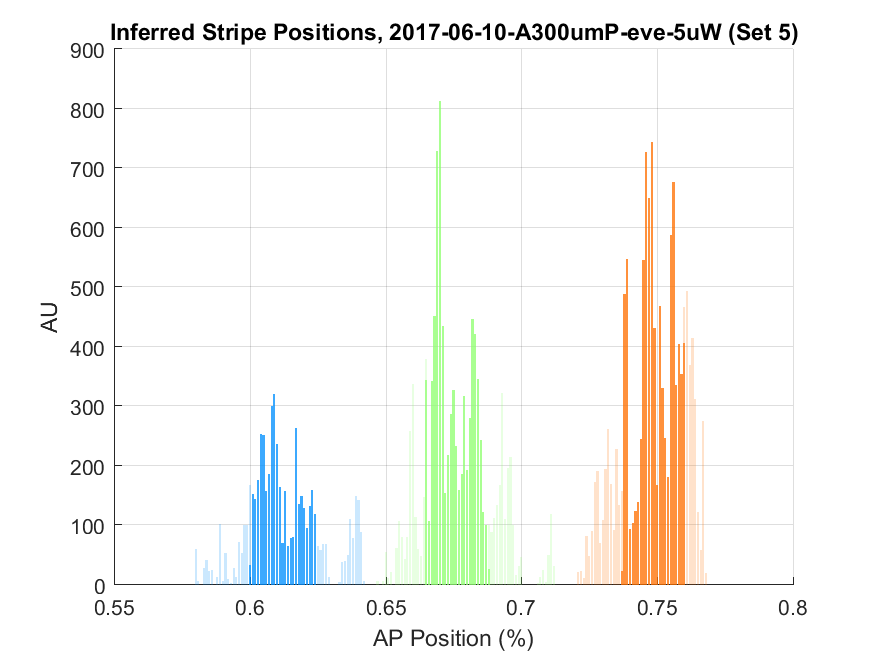 Inferred Stripe Positions, 2017-06-10-A300umP-eve-5uW (Set 5)
900
800
700
600
500
400
300
200
100
0
AU
0.55 0.6 0.65 0.7 0.75 0.8
AP Position (%)